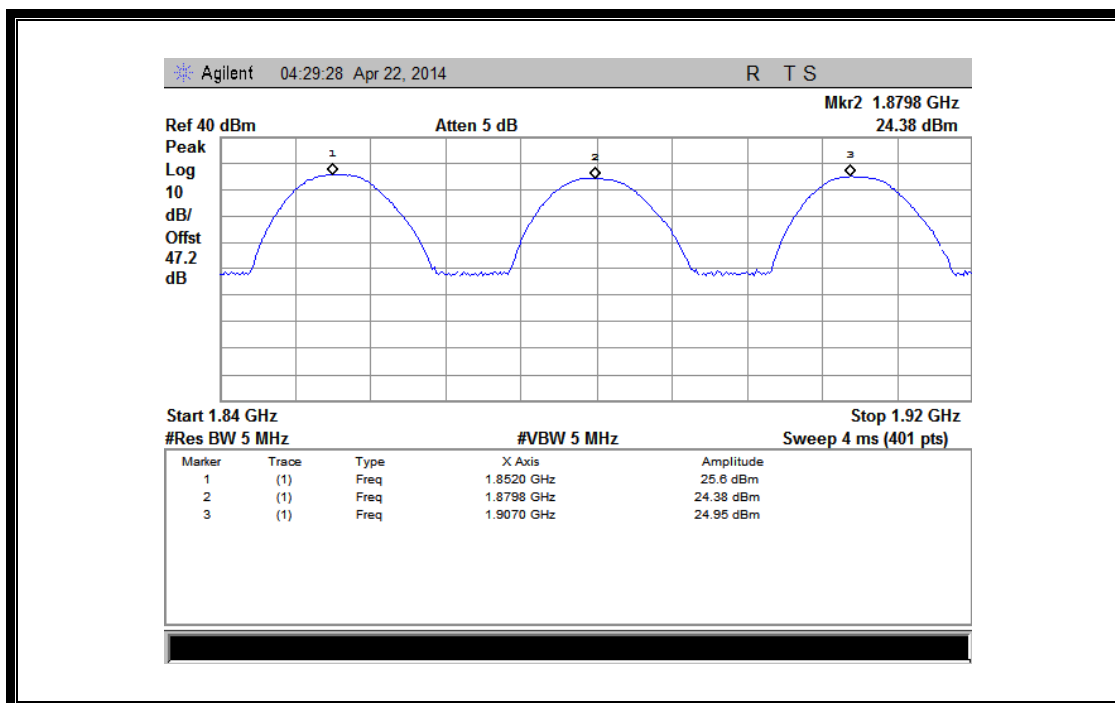 Agilent 04:29:28 Apr 22, 2014 R T S
Mkr2 1.8798 GHz
Ref 40 dBm Atten 5 dB 24.38 dBm
Peak
Log
10
dB/
Offst
47.2
dB
1 2 3
Start 1.84 GHz Stop 1.92 GHz
#Res BW 5 MHz #VBW 5 MHz Sweep 4 ms (401 pts)
Marker Trace Type X Axis Amplitude
1 (1) Freq 1.8520 GHz 25.6 dBm
2 (1) Freq 1.8798 GHz 24.38 dBm
3 (1) Freq 1.9070 GHz 24.95 dBm